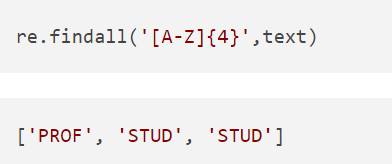 re.findall('[A-Z]{4}',text)
['PROF', 'STUD', 'STUD']